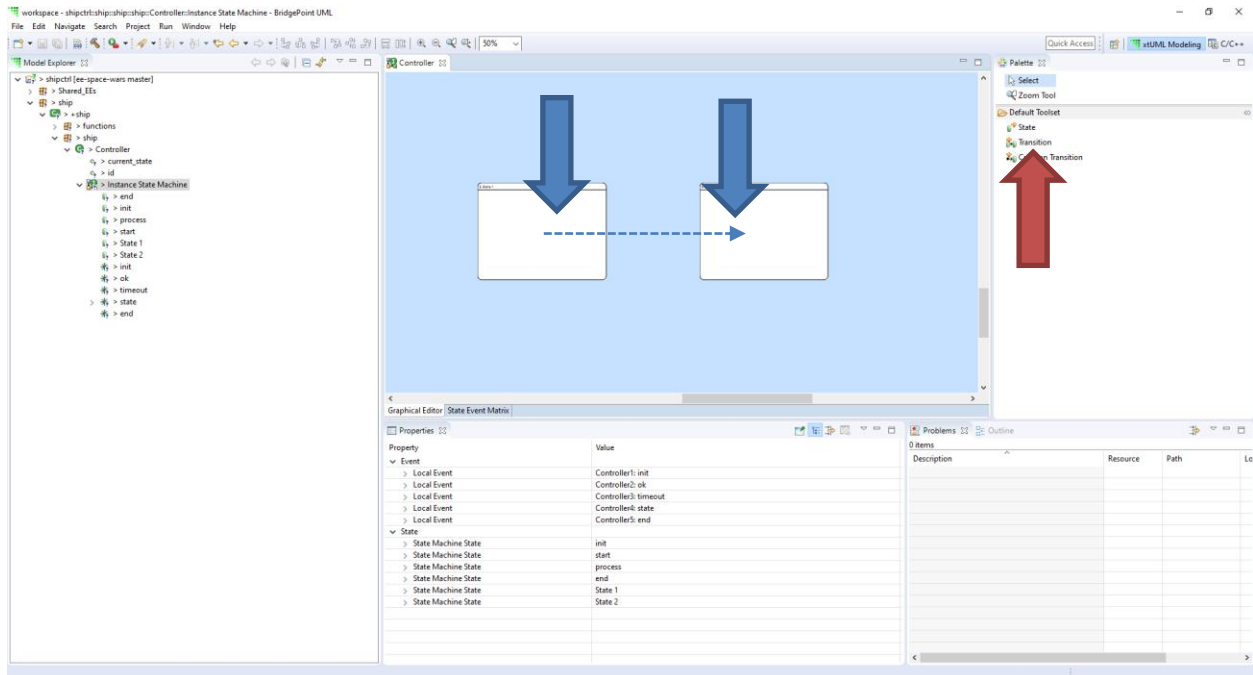 workspace - shipctrl::ship::ship::ship::Controller::Instance State Machine - BridgePoint UML
File Edit Navigate Search Project Run Window Help
50%
Quick Access
xtUML Modeling
C/C++
Model Explorer
> shipctrl [ee-space-wars master]
> Shared_EEs
> ship
> +ship
> functions
> ship
> Controller
> current_state
> id
> Instance State Machine
> end
> init
> process
> start
> State 1
> State 2
> init
> ok
> timeout
> state
> end
Controller
Graphical Editor State Event Matrix
Palette
Select
Zoom Tool
Default Toolset
State
Transition
Transition
Properties
Property Value
Event
> Local Event Controller1: init
> Local Event Controller2: ok
> Local Event Controller3: timeout
> Local Event Controller4: state
> Local Event Controller5: end
State
> State Machine State init
> State Machine State start
> State Machine State process
> State Machine State end
> State Machine State State 1
> State Machine State State 2
Problems Outline
0 items
Description Resource Path Lo